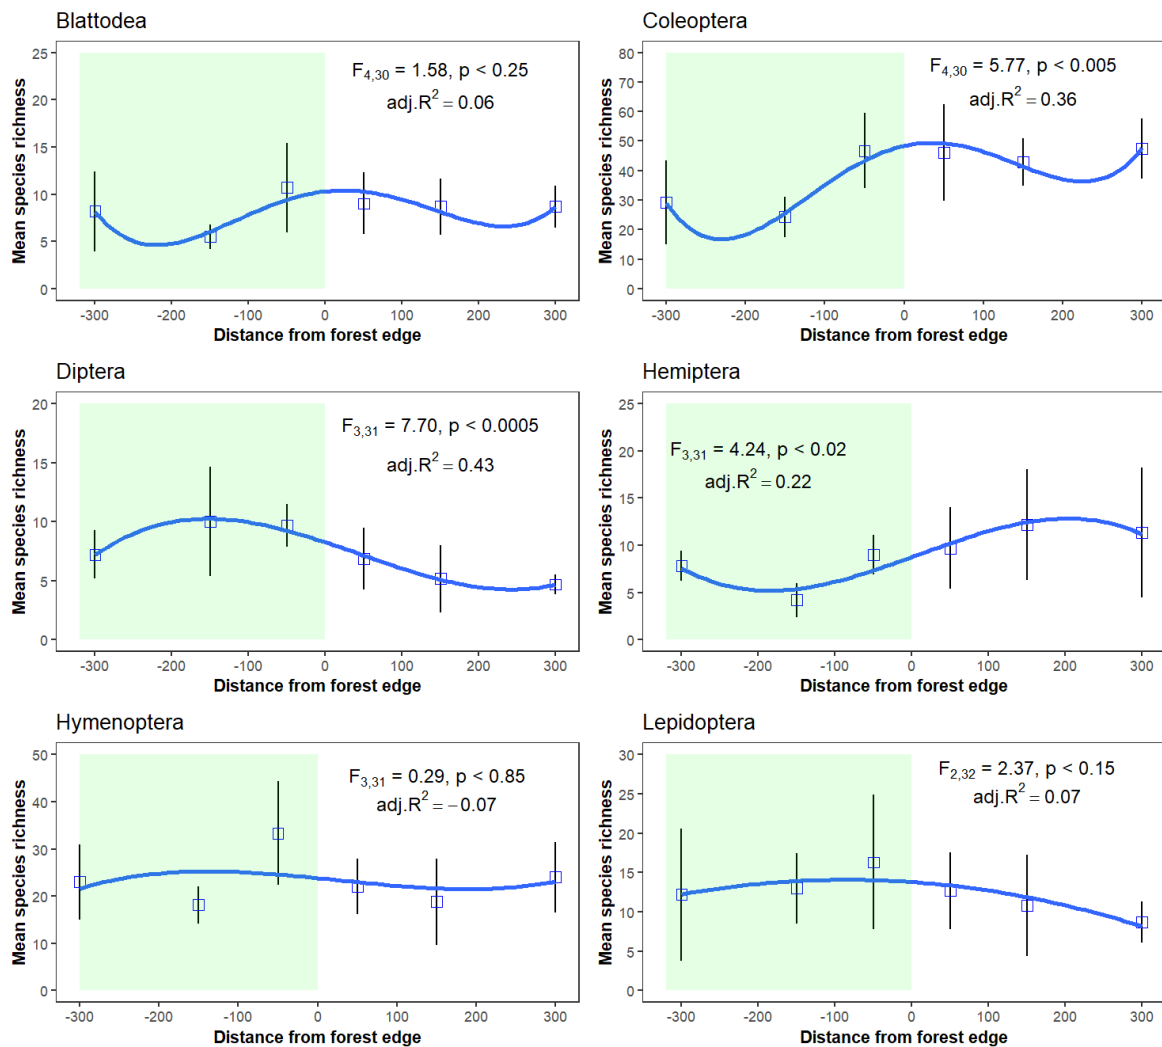 Blattodea
Mean species richness
25
20
15
10
5
0
F4,30 = 1.58, p < 0.25
adj.R2 = 0.06
-300 -200 -100 0 100 200 300
Distance from forest edge
Coleoptera
Mean species richness
80
70
60
50
40
30
20
10
0
F4,30 = 5.77, p < 0.005
adj.R2 = 0.36
-300 -200 -100 0 100 200 300
Distance from forest edge
Diptera
Mean species richness
20
15
10
5
0
F3,31 = 7.70, p < 0.0005
adj.R2 = 0.43
-300 -200 -100 0 100 200 300
Distance from forest edge
Hemiptera
Mean species richness
25
20
15
10
5
0
F3,31 = 4.24, p < 0.02
adj.R2 = 0.22
-300 -200 -100 0 100 200 300
Distance from forest edge
Hymenoptera
Mean species richness
50
40
30
20
10
0
F3,31 = 0.29, p < 0.85
adj.R2 = −0.07
-300 -200 -100 0 100 200 300
Distance from forest edge
Lepidoptera
Mean species richness
30
25
20
15
10
5
0
F2,32 = 2.37, p < 0.15
adj.R2 = 0.07
-300 -200 -100 0 100 200 300
Distance from forest edge